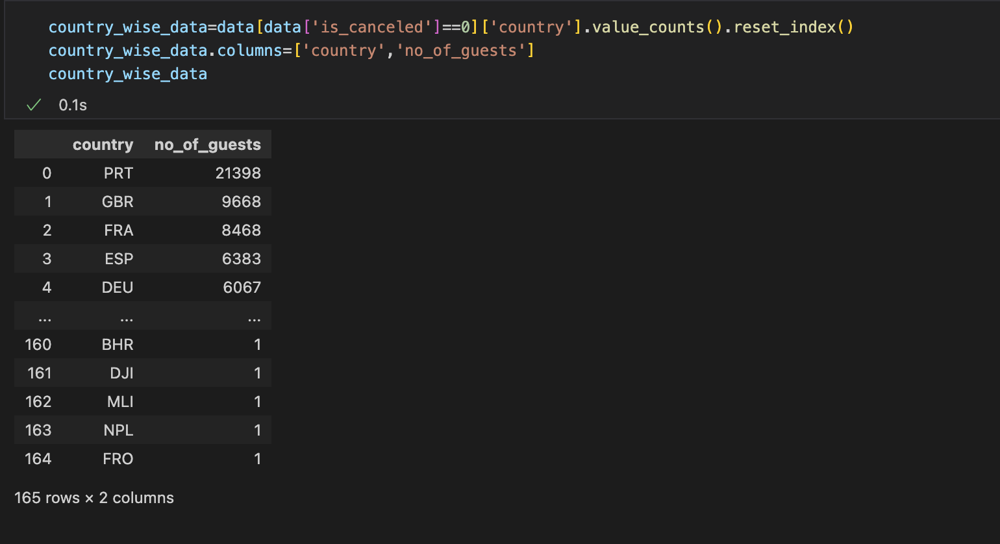 country_wise_data=data[data['is_canceled']==0]['country'].value_counts().reset_index()
country_wise_data.columns=['country','no_of_guests']
country_wise_data
✓ 0.1s
country no_of_guests
0 PRT 21398
1 GBR 9668
2 FRA 8468
3 ESP 6383
4 DEU 6067
... ... ...
160 BHR 1
161 DJI 1
162 MLI 1
163 NPL 1
164 FRO 1
165 rows × 2 columns